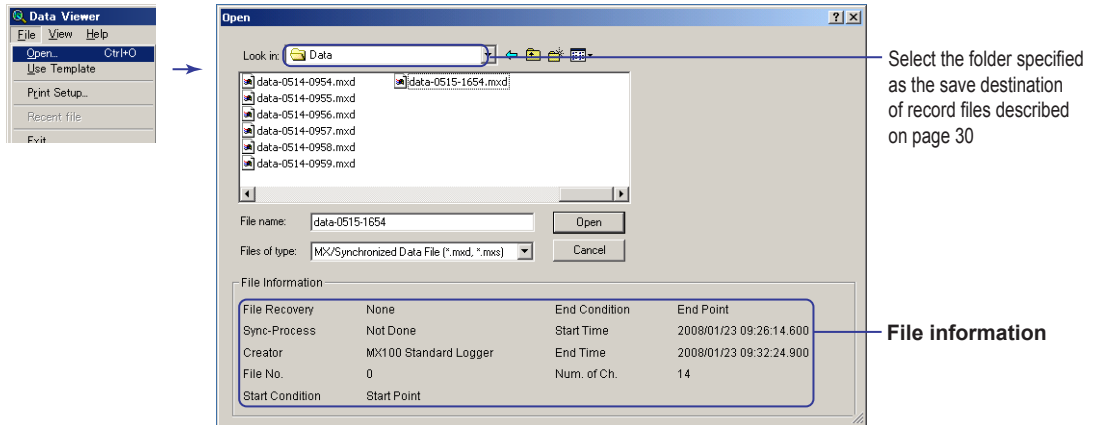 Data Viewer
File View Help
Open... Ctrl+O
Use Template
Print Setup...
Recent file
Exit
Open
Look in: Data
data-0514-0954.mxd data-0515-1654.mxd
data-0514-0955.mxd
data-0514-0956.mxd
data-0514-0957.mxd
data-0514-0958.mxd
data-0514-0959.mxd
File name: data-0515-1654 Open
Files of type: MX/Synchronized Data File (*.mxd, *.mxs) Cancel
File Information
File Recovery None End Condition End Point
Sync-Process Not Done Start Time 2008/01/23 09:26:14.600
Creator MX100 Standard Logger End Time 2008/01/23 09:32:24.900
File No. 0 Num. of Ch. 14
Start Condition Start Point
Select the folder specified
as the save destination
of record files described
on page 30
File information